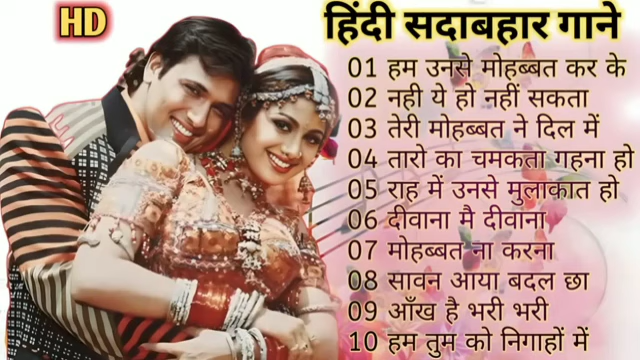 HD
हिंदी सदाबहार गाने
01 हम उनसे मोहब्बत कर के
02 नही ये हो नहीं सकता
03 तेरी मोहब्बत ने दिल में
04 तारो का चमकता गहना हो
05 राह में उनसे मुलाकात हो
06 दीवाना मै दीवाना
07 मोहब्बत ना करना
08 सावन आया बदल छा
09 आँख है भरी भरी
10 हम तुम को निगाहों में